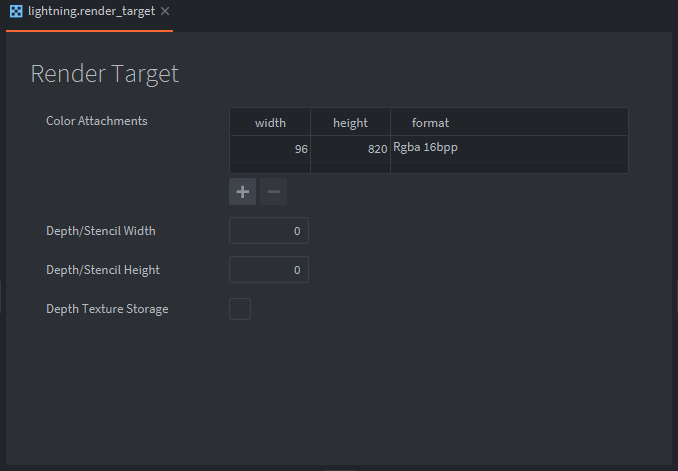 lightning.render_target
Render Target
Color Attachments
width height format
96 820 Rgba 16bpp
Depth/Stencil Width 0
Depth/Stencil Height 0
Depth Texture Storage